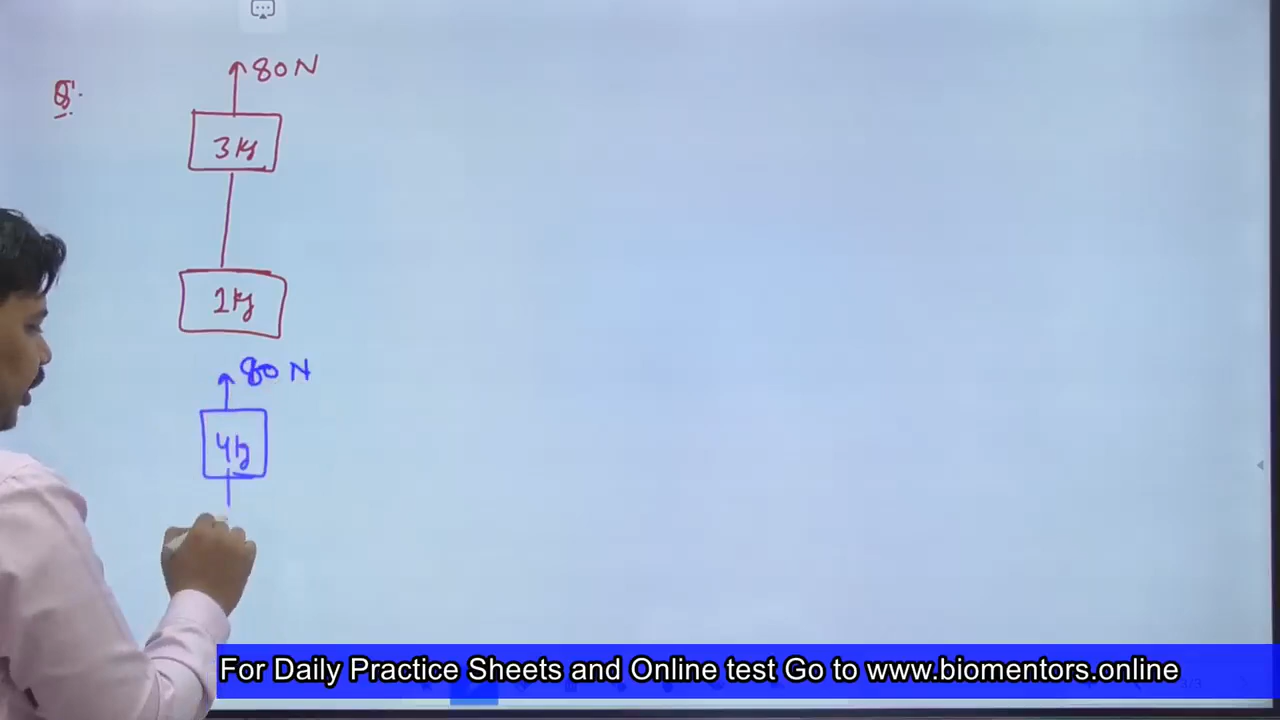 80 N
Q.
3 kg
1 kg
80 N
4 kg
For Daily Practice Sheets and Online test Go to www.biomentors.online